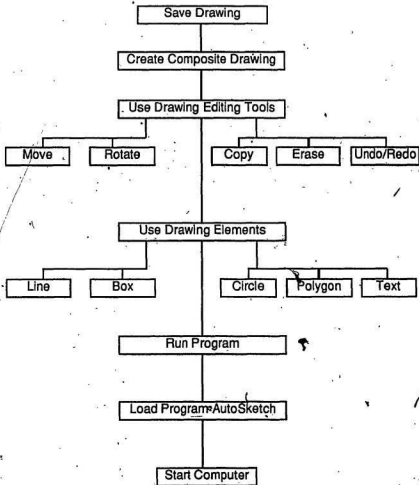 Save Drawing
Create Composite Drawing
Use Drawing Editing Tools
Move
Rotate
Copy
Erase
Undo/Redo
Use Drawing Elements
Line
Box
Circle
Polygon
Text
Run Program
Load Program AutoSketch
Start Computer